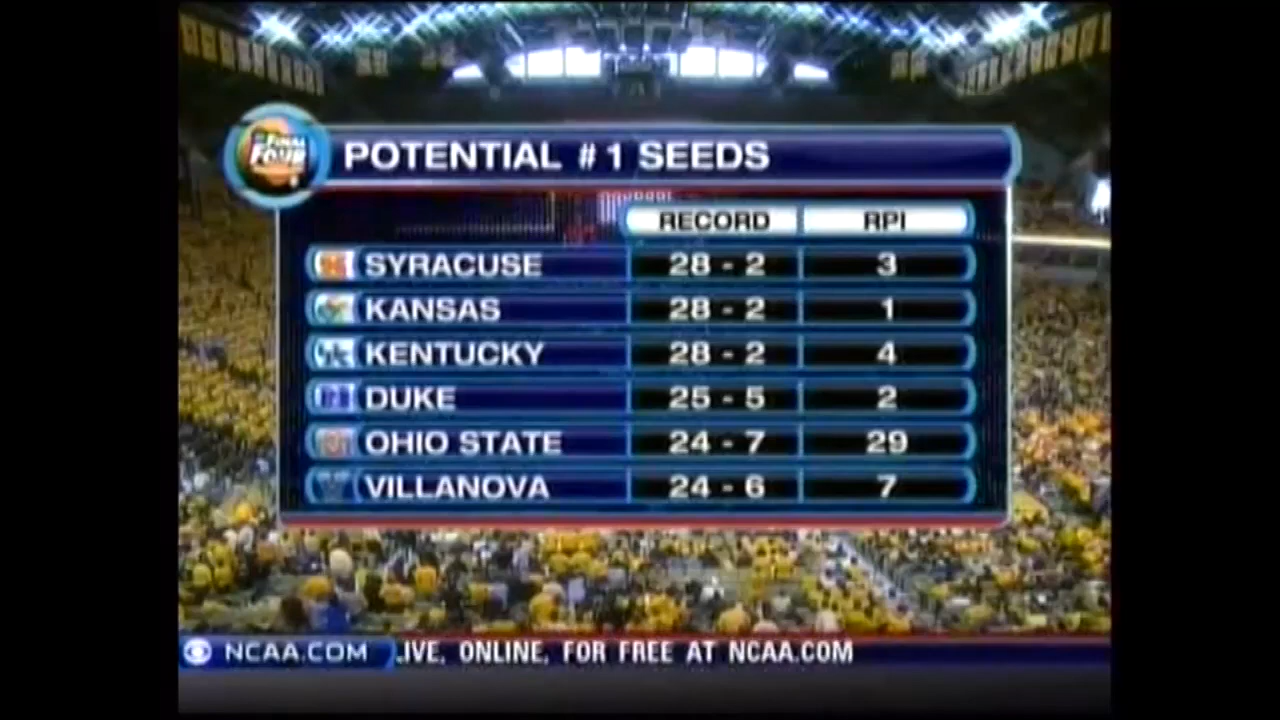 FINAL FOUR
POTENTIAL #1 SEEDS
RECORD RPI
SYRACUSE 28 - 2 3
KANSAS 28 - 2 1
KENTUCKY 28 - 2 4
DUKE 25 - 5 2
OHIO STATE 24 - 7 29
VILLANOVA 24 - 6 7
NCAA.COM .IVE, ONLINE, FOR FREE AT NCAA.COM